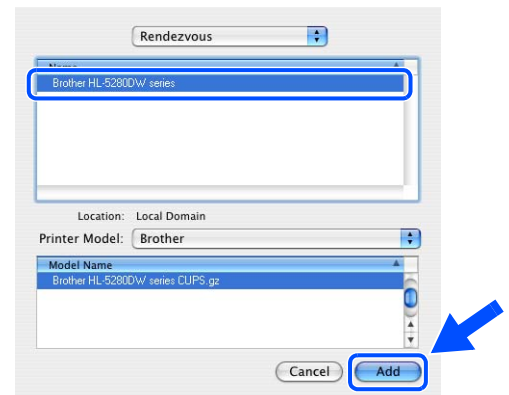 Rendezvous
Name
Brother HL-5280DW series
Location: Local Domain
Printer Model: Brother
Model Name
Brother HL-5280DW series CUPS.gz
Cancel Add